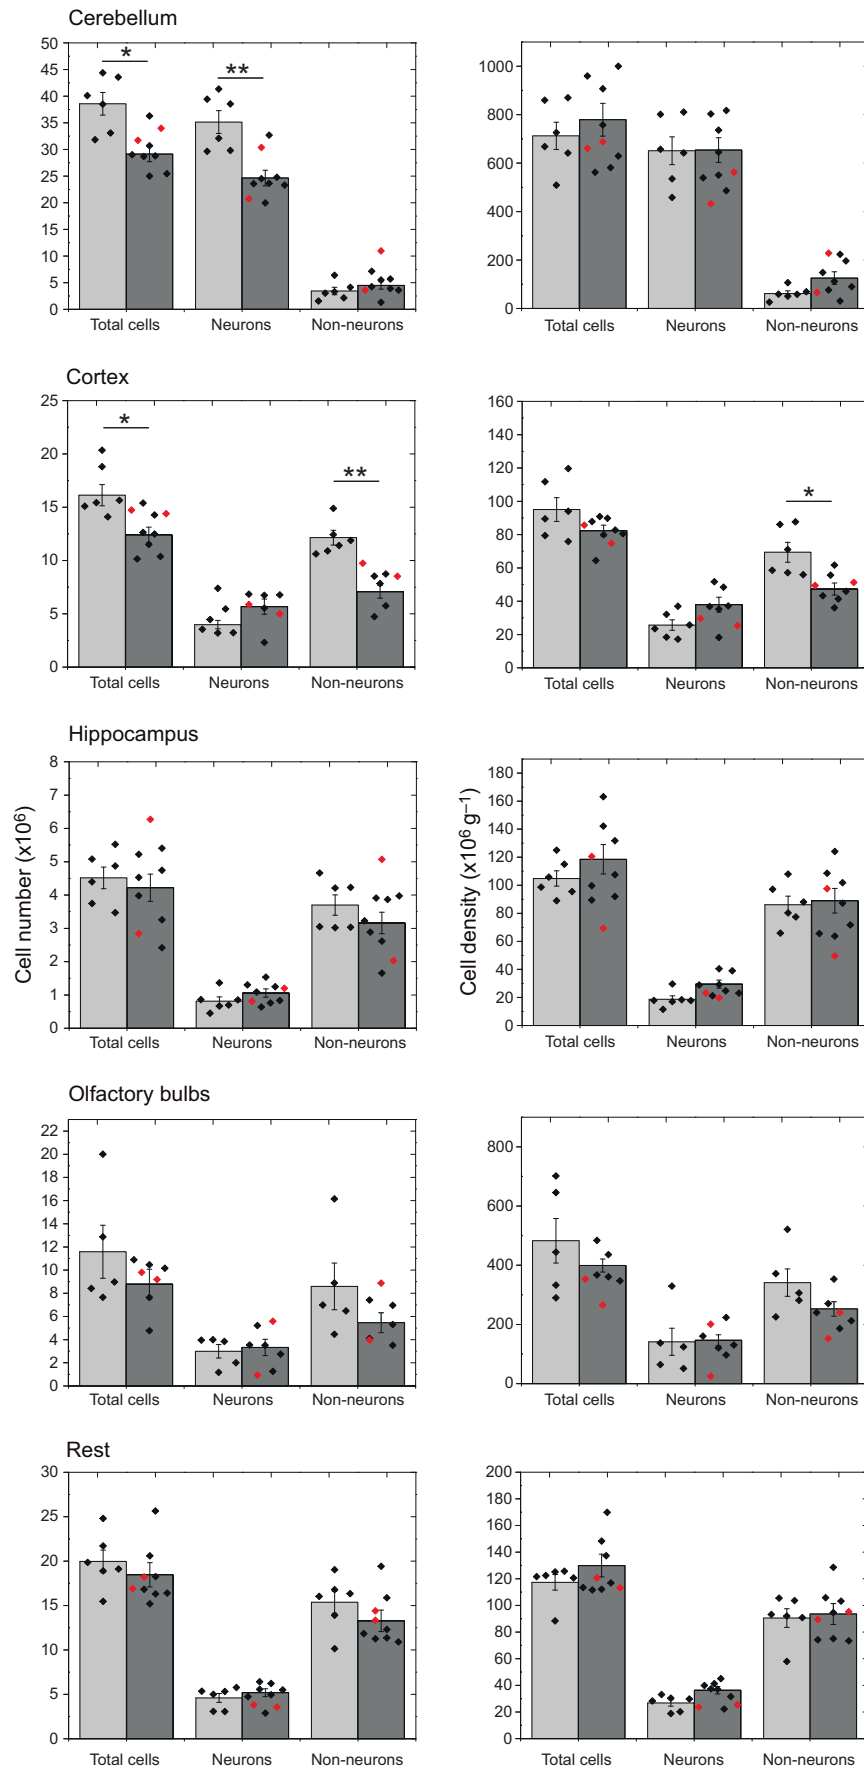 Cerebellum
50
45
40
35
30
25
20
15
10
5
0
*
**
Total cells
Neurons
Non-neurons
1000
800
600
400
200
0
Total cells
Neurons
Non-neurons
Cortex
25
20
15
10
5
0
*
**
Total cells
Neurons
Non-neurons
160
140
120
100
80
60
40
20
0
*
Total cells
Neurons
Non-neurons
Hippocampus
Cell number (x10⁶)
8
7
6
5
4
3
2
1
0
Total cells
Neurons
Non-neurons
Cell density (x10⁶ g⁻¹)
180
160
140
120
100
80
60
40
20
0
Total cells
Neurons
Non-neurons
Olfactory bulbs
22
20
18
16
14
12
10
8
6
4
2
0
Total cells
Neurons
Non-neurons
800
600
400
200
0
Total cells
Neurons
Non-neurons
Rest
30
25
20
15
10
5
0
Total cells
Neurons
Non-neurons
200
180
160
140
120
100
80
60
40
20
0
Total cells
Neurons
Non-neurons